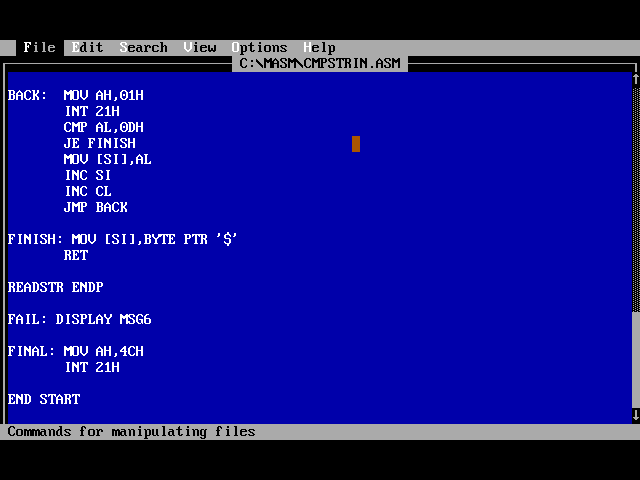 File Edit Search View Options Help
C:\MASM\CMPSTRIN.ASM
BACK: MOV AH,01H
INT 21H
CMP AL,0DH
JE FINISH
MOV [SI],AL
INC SI
INC CL
JMP BACK
FINISH: MOV [SI],BYTE PTR '$'
RET
READSTR ENDP
FAIL: DISPLAY MSG6
FINAL: MOV AH,4CH
INT 21H
END START
Commands for manipulating files